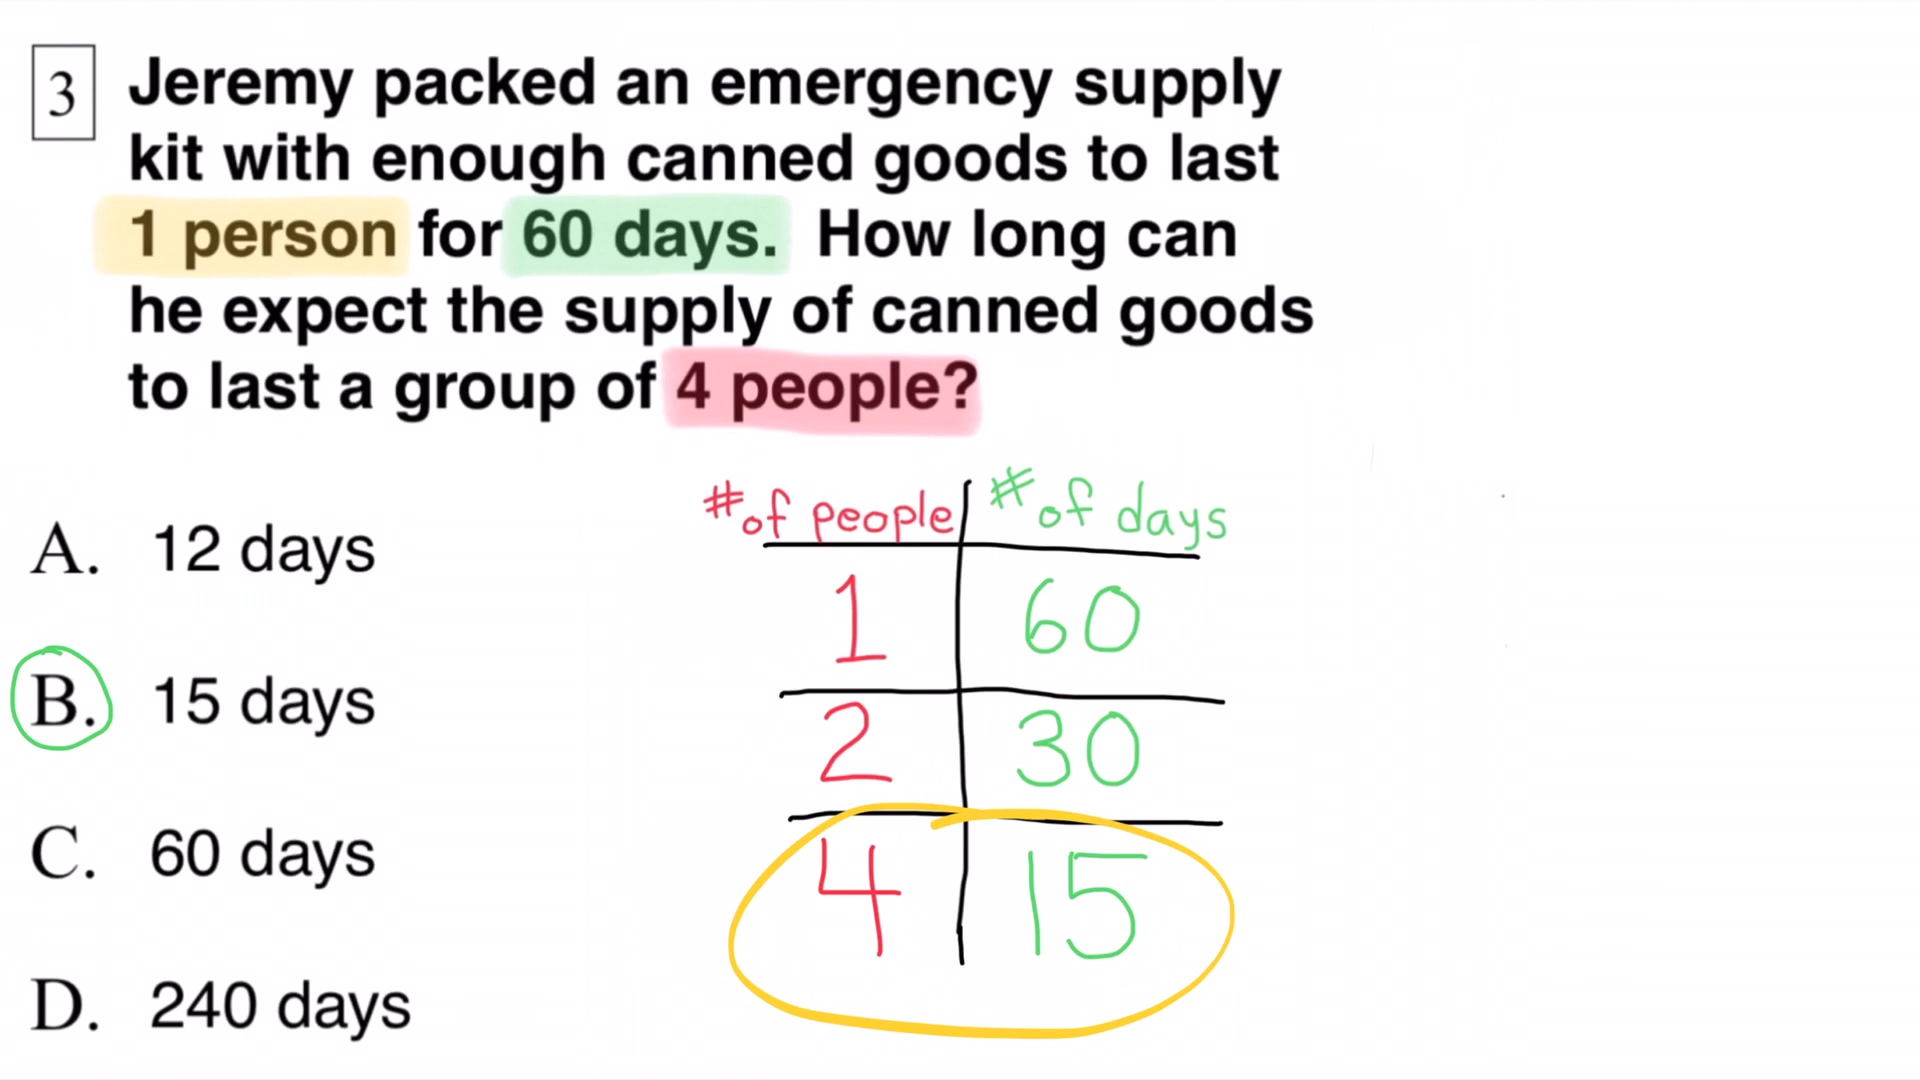 3
Jeremy packed an emergency supply
kit with enough canned goods to last
1 person for 60 days. How long can
he expect the supply of canned goods
to last a group of 4 people?
A. 12 days
B. 15 days
C. 60 days
D. 240 days
# of people # of days
1 60
2 30
4 15